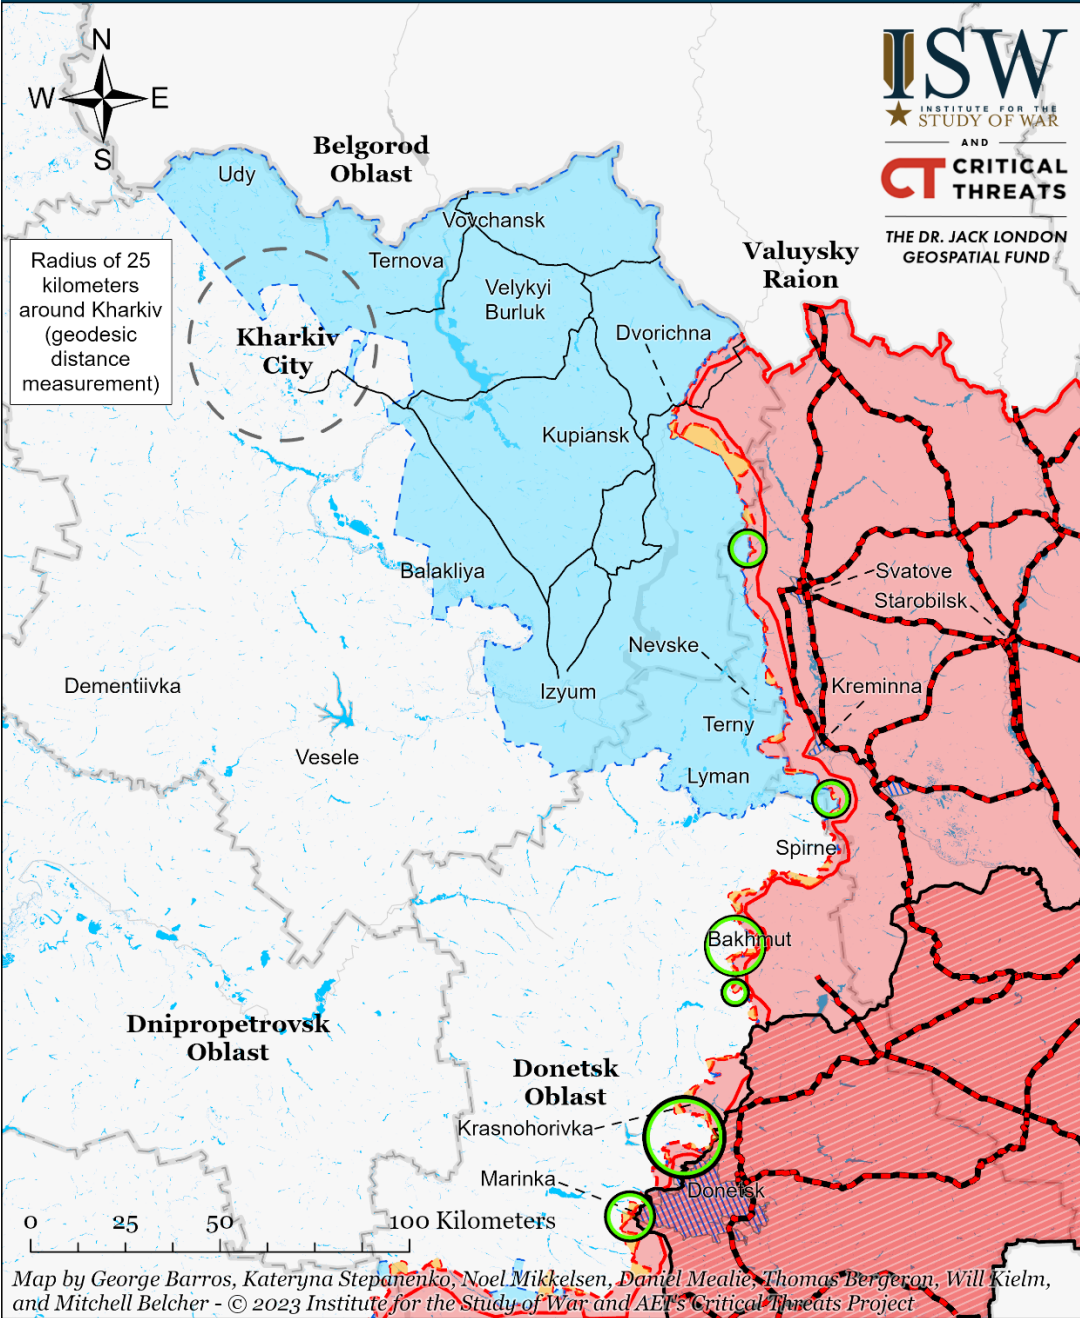 N
W E
S
ISW
INSTITUTE FOR THE
STUDY OF WAR
AND
CT CRITICAL
THREATS
THE DR. JACK LONDON
GEOSPATIAL FUND
Belgorod
Oblast
Udy
Vovchansk
Ternova
Velykyi
Burluk
Valuysky
Raion
Radius of 25
kilometers
around Kharkiv
(geodesic
distance
measurement)
Kharkiv
City
Dvorichna
Kupiansk
Balakliya
Svatove
Starobilsk
Nevske
Dementiivka
Izyum
Kreminna
Terny
Vesele
Lyman
Spirne
Bakhmut
Dnipropetrovsk
Oblast
Donetsk
Oblast
Krasnohorivka
Marinka
Donetsk
0 25 50 100 Kilometers
Map by George Barros, Kateryna Stepanenko, Noel Mikkelsen, Daniel Mealie, Thomas Bergeron, Will Kielm,
and Mitchell Belcher - © 2023 Institute for the Study of War and AEI's Critical Threats Project